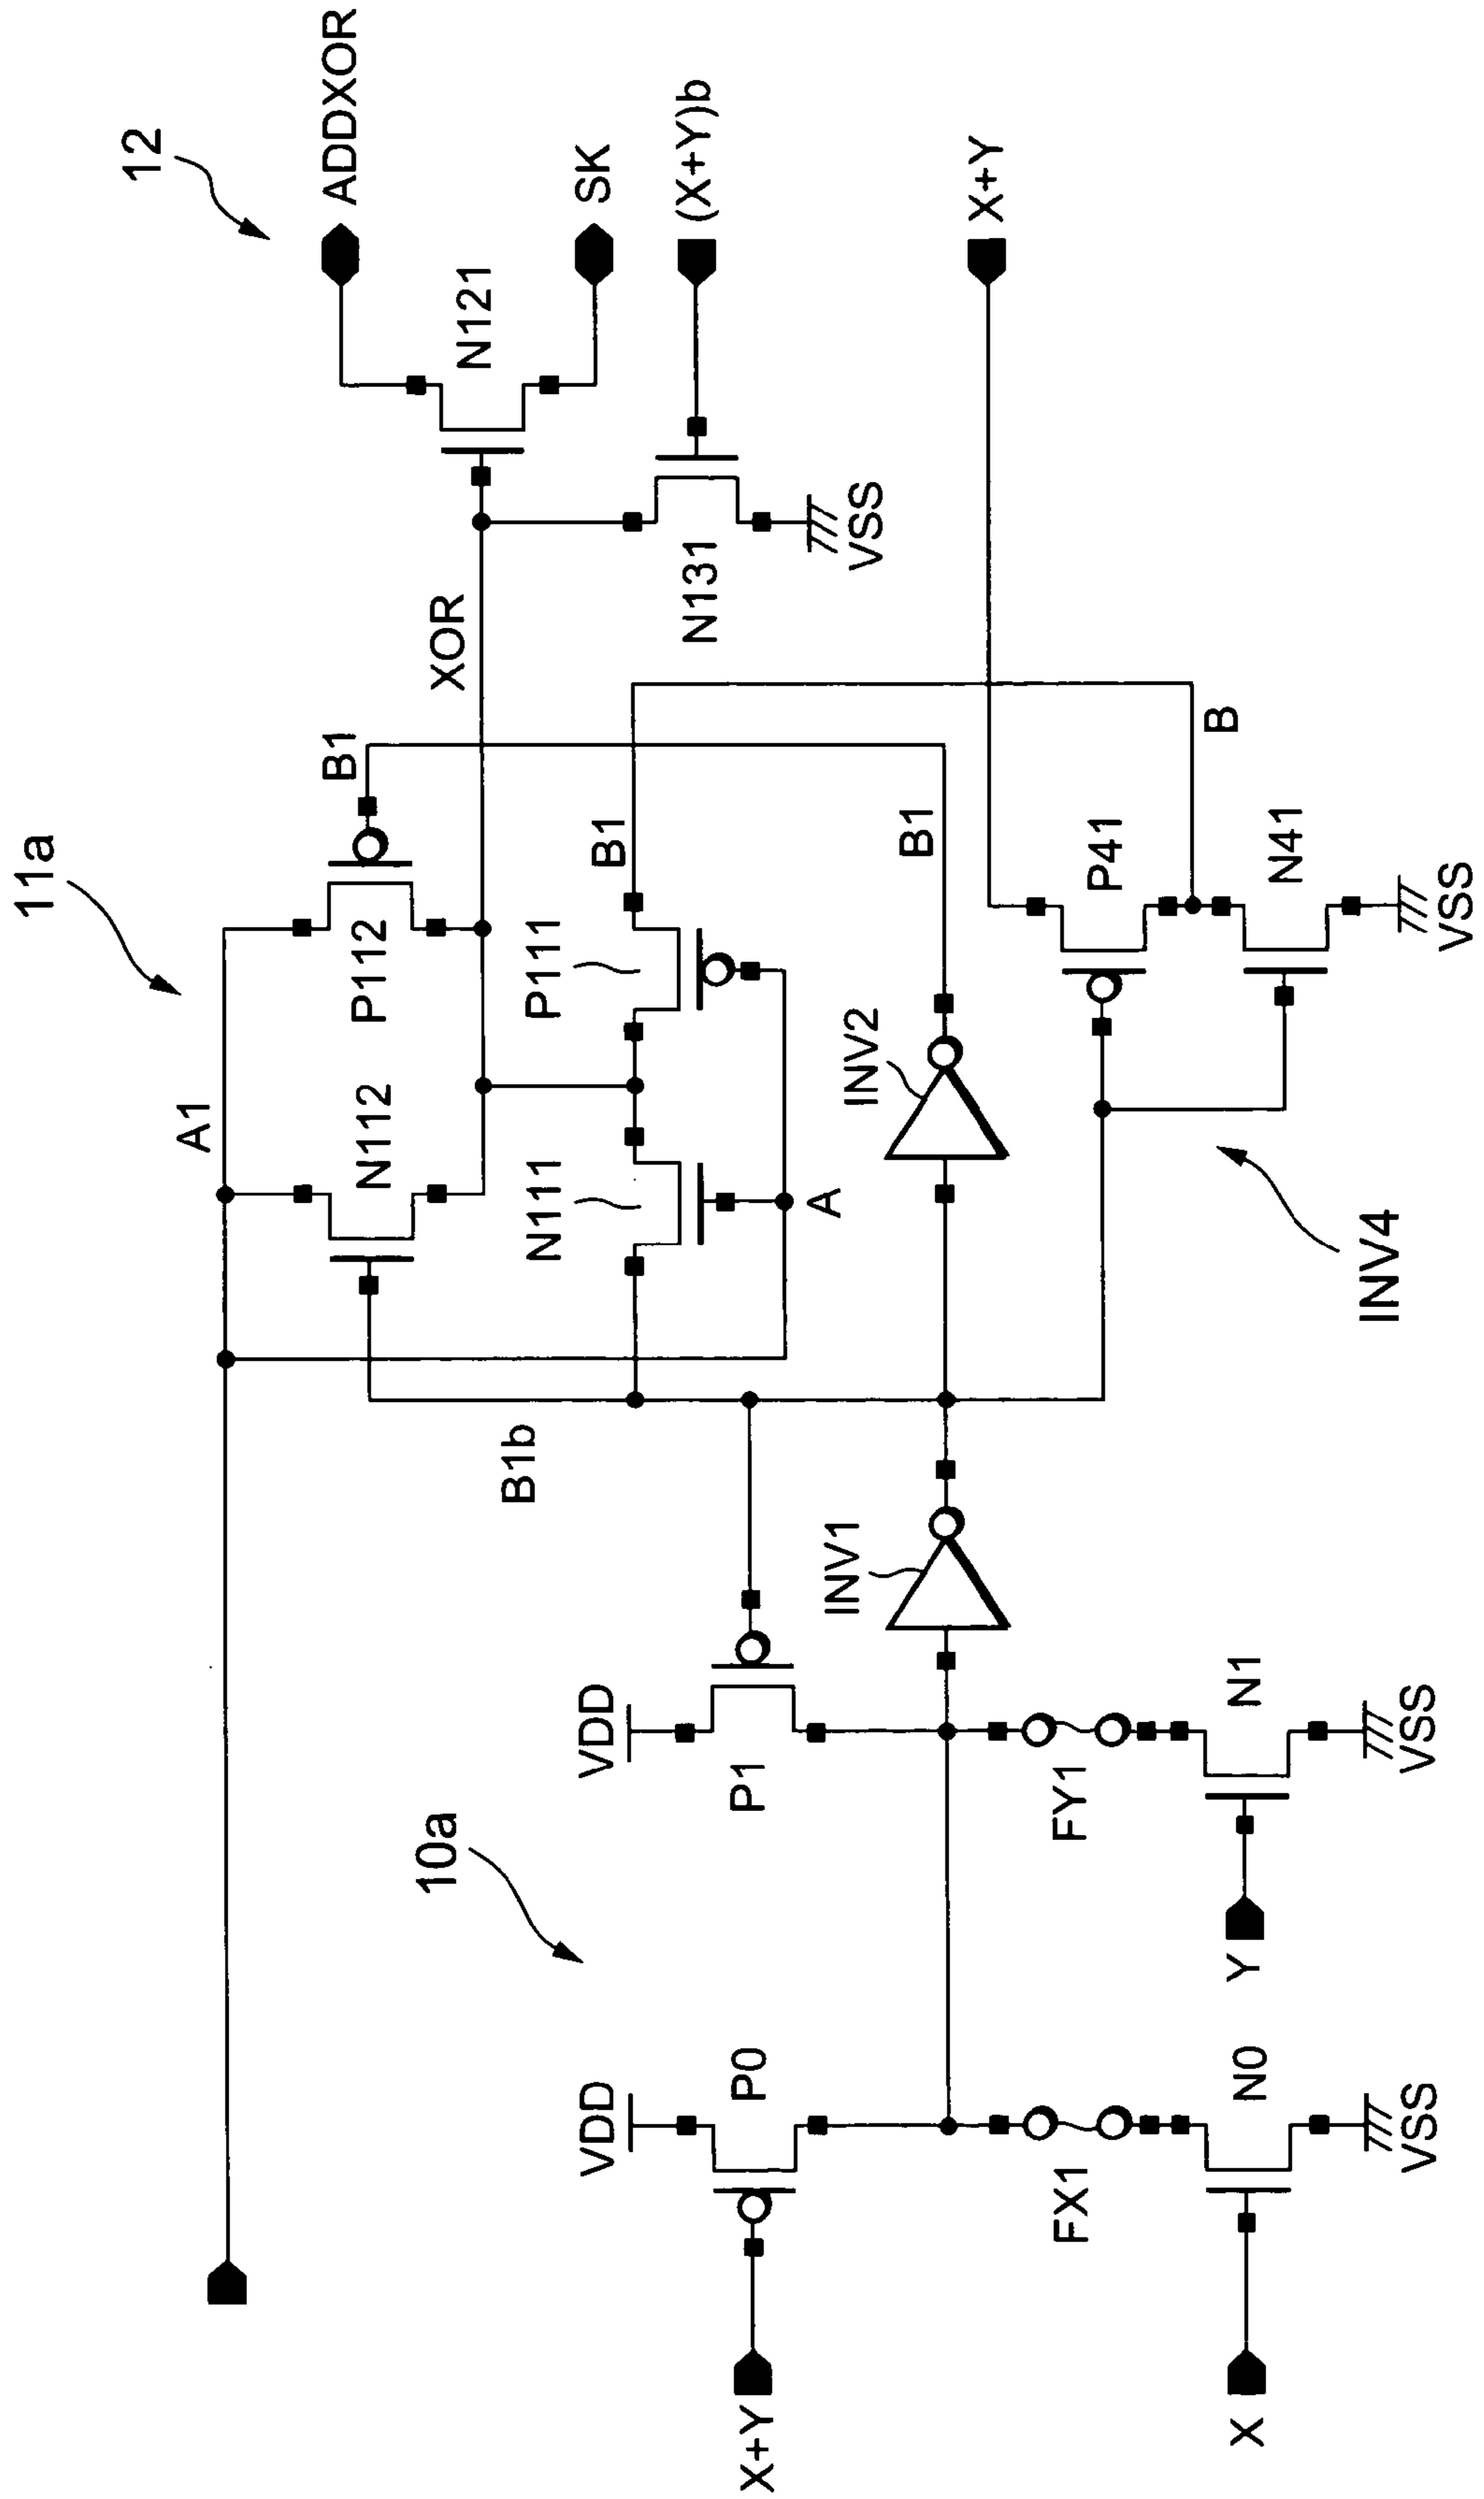 12
ADDXOR
SK
(X+Y)b
X+Y
N121
VSS
N131
XOR
11a
B1
B1
B1
B
P112
P111
P41
N41
VSS
INV2
A1
N112
N111
A
INV4
B1b
INV1
VDD
P1
N1
VSS
FY1
Y
10a
VDD
P0
N0
VSS
FX1
X+Y
X